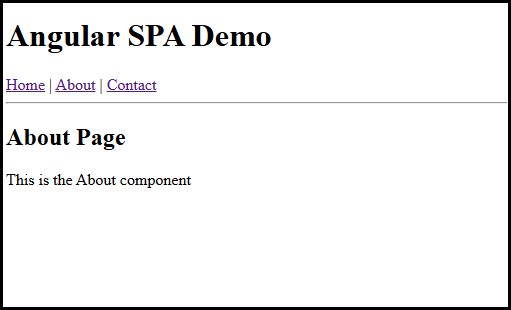 Angular SPA Demo
Home | About | Contact
About Page
This is the About component